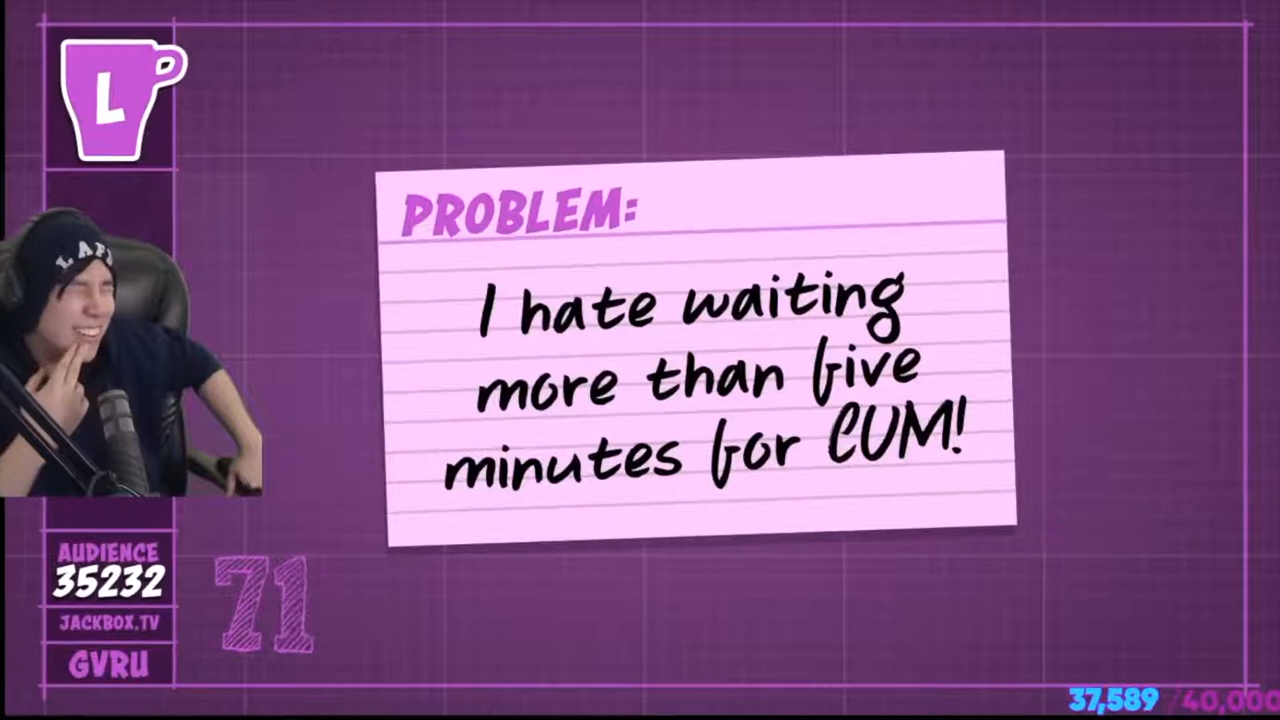 L
PROBLEM:
I hate waiting
more than five
minutes for CUM!
AUDIENCE
35232
JACKBOX.TV
GVRU
71
37,589 /40,000